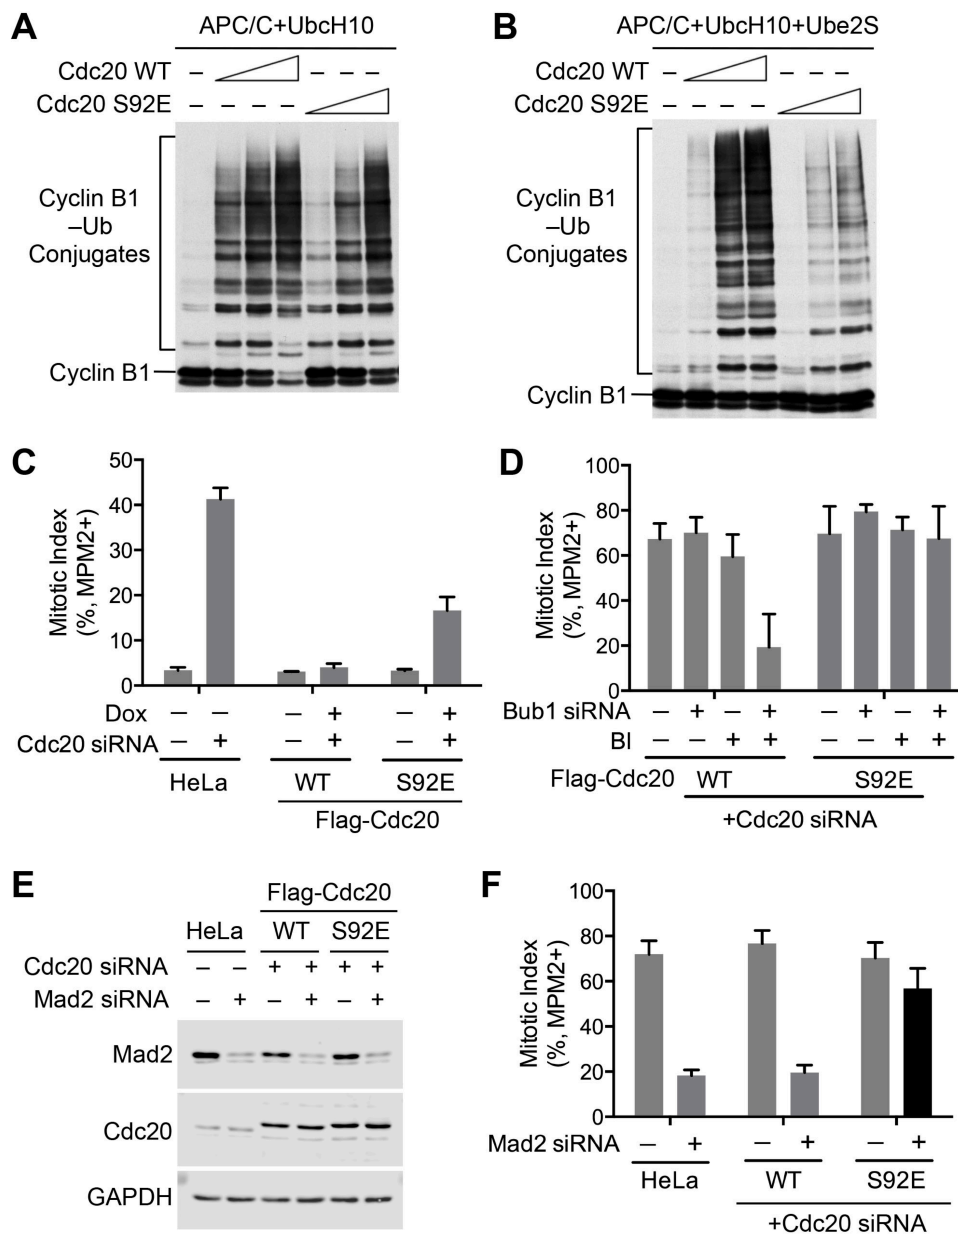 A
APC/C+UbcH10
Cdc20 WT – – – –
Cdc20 S92E – – – –
Cyclin B1
–Ub
Conjugates
Cyclin B1
B
APC/C+UbcH10+Ube2S
Cdc20 WT – – – –
Cdc20 S92E – – – –
Cyclin B1
–Ub
Conjugates
Cyclin B1
C
Mitotic Index
(%, MPM2+)
50
40
30
20
10
0
Dox – – – + – +
Cdc20 siRNA – + – + – +
HeLa WT S92E
Flag-Cdc20
D
Mitotic Index
(%, MPM2+)
100
80
60
40
20
0
Bub1 siRNA – + – + – + – +
BI – – + + – – + +
Flag-Cdc20 WT S92E
+Cdc20 siRNA
E
Flag-Cdc20
HeLa WT S92E
Cdc20 siRNA – – + + + +
Mad2 siRNA – + – + – +
Mad2
Cdc20
GAPDH
F
Mitotic Index
(%, MPM2+)
100
80
60
40
20
0
Mad2 siRNA – + – + – +
HeLa WT S92E
+Cdc20 siRNA